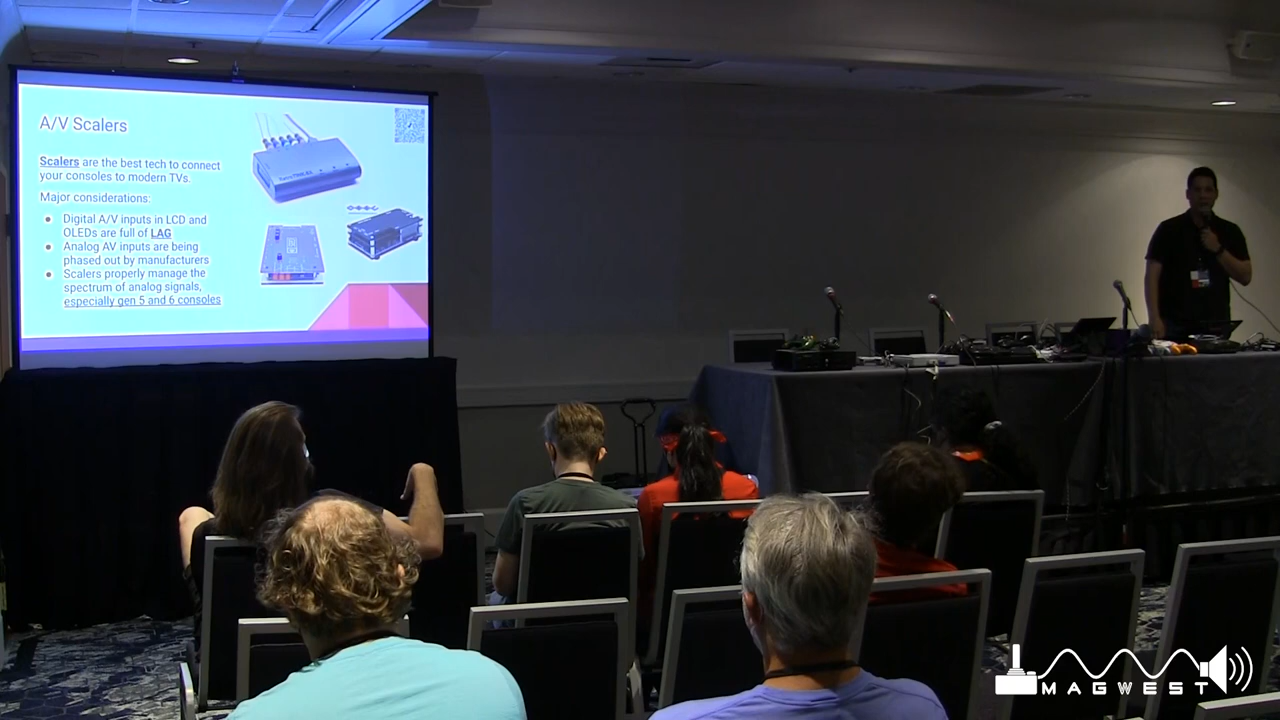 A/V Scalers
Scalers are the best tech to connect
your consoles to modern TVs.
Major considerations:
● Digital A/V inputs in LCD and
OLEDs are full of LAG
● Analog AV inputs are being
phased out by manufacturers
● Scalers properly manage the
spectrum of analog signals,
especially gen 5 and 6 consoles
MAGWEST